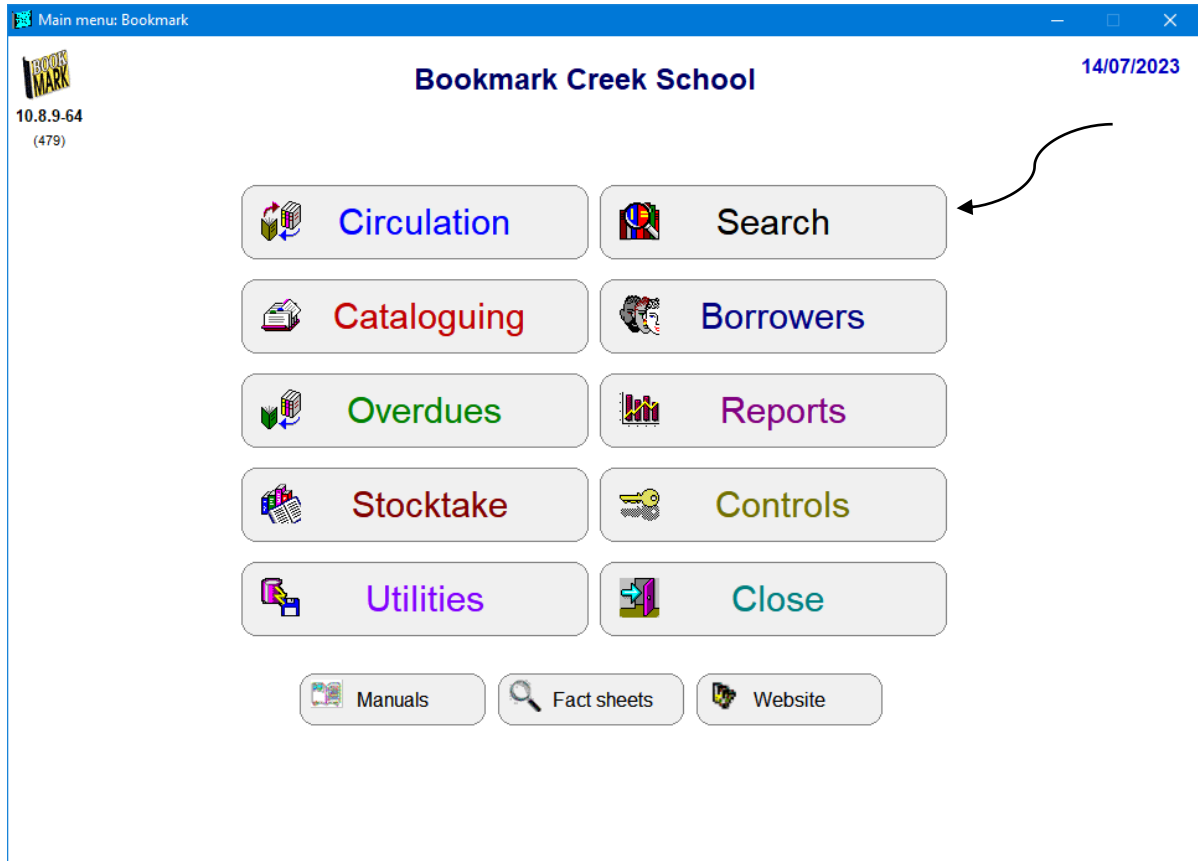 Main menu: Bookmark
BOOK
MARK
Bookmark Creek School
14/07/2023
10.8.9-64
(479)
Circulation
Search
Cataloguing
Borrowers
Overdues
Reports
Stocktake
Controls
Utilities
Close
Manuals
Fact sheets
Website